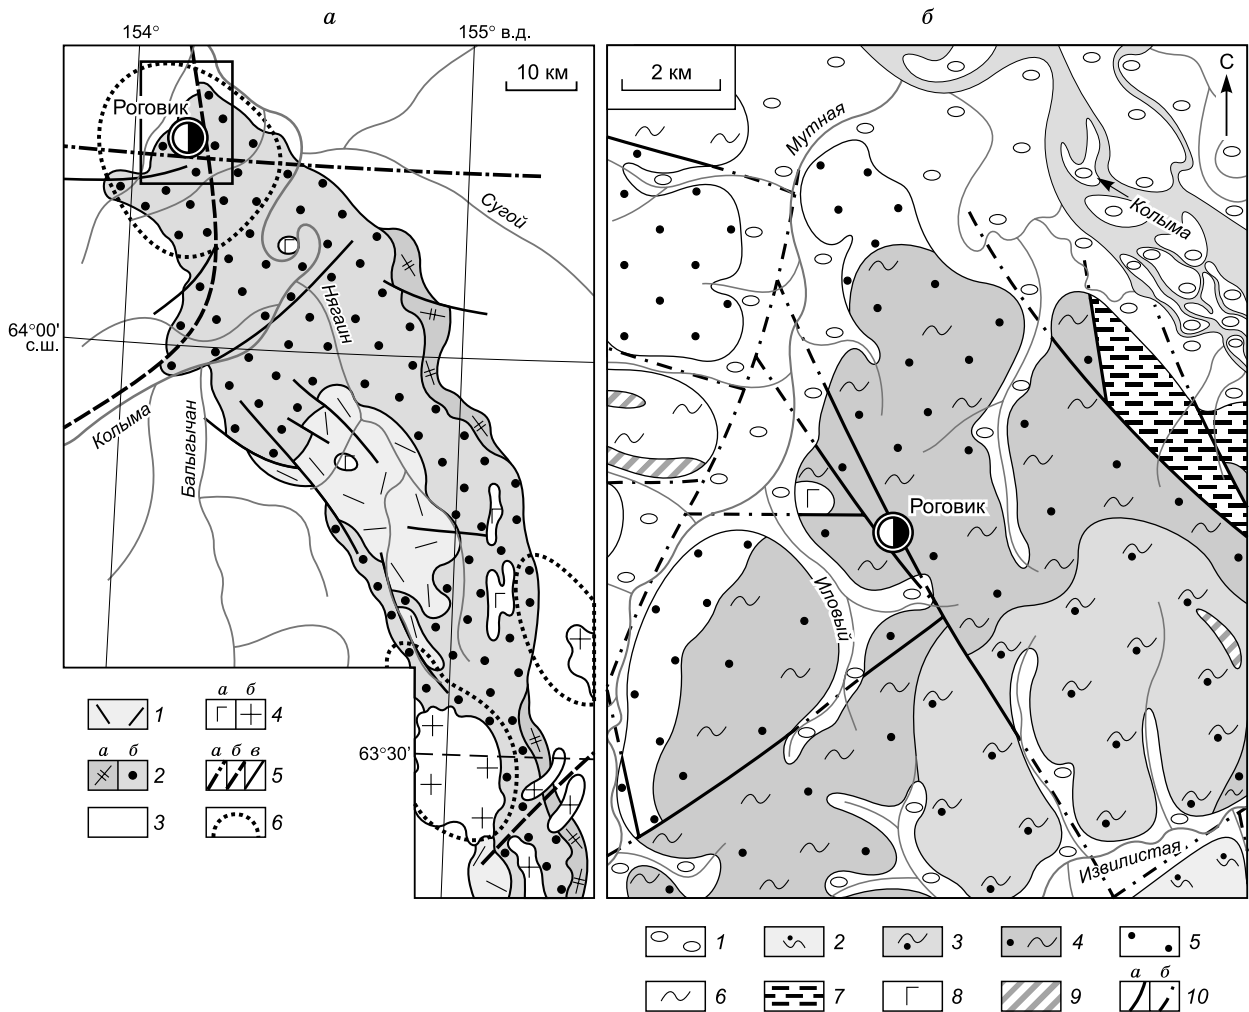 а
б
154°
155° в.д.
10 км
2 км
С
Роговик
Мутная
Колыма
Сугой
Нягаин
64°00'
с.ш.
Колыма
Балыгычан
Роговик
Иловый
63°30'
Извилистая
1
а б
2
3
а б
4
а б в
5
6
1
2
3
4
5
6
7
8
9
а б
10